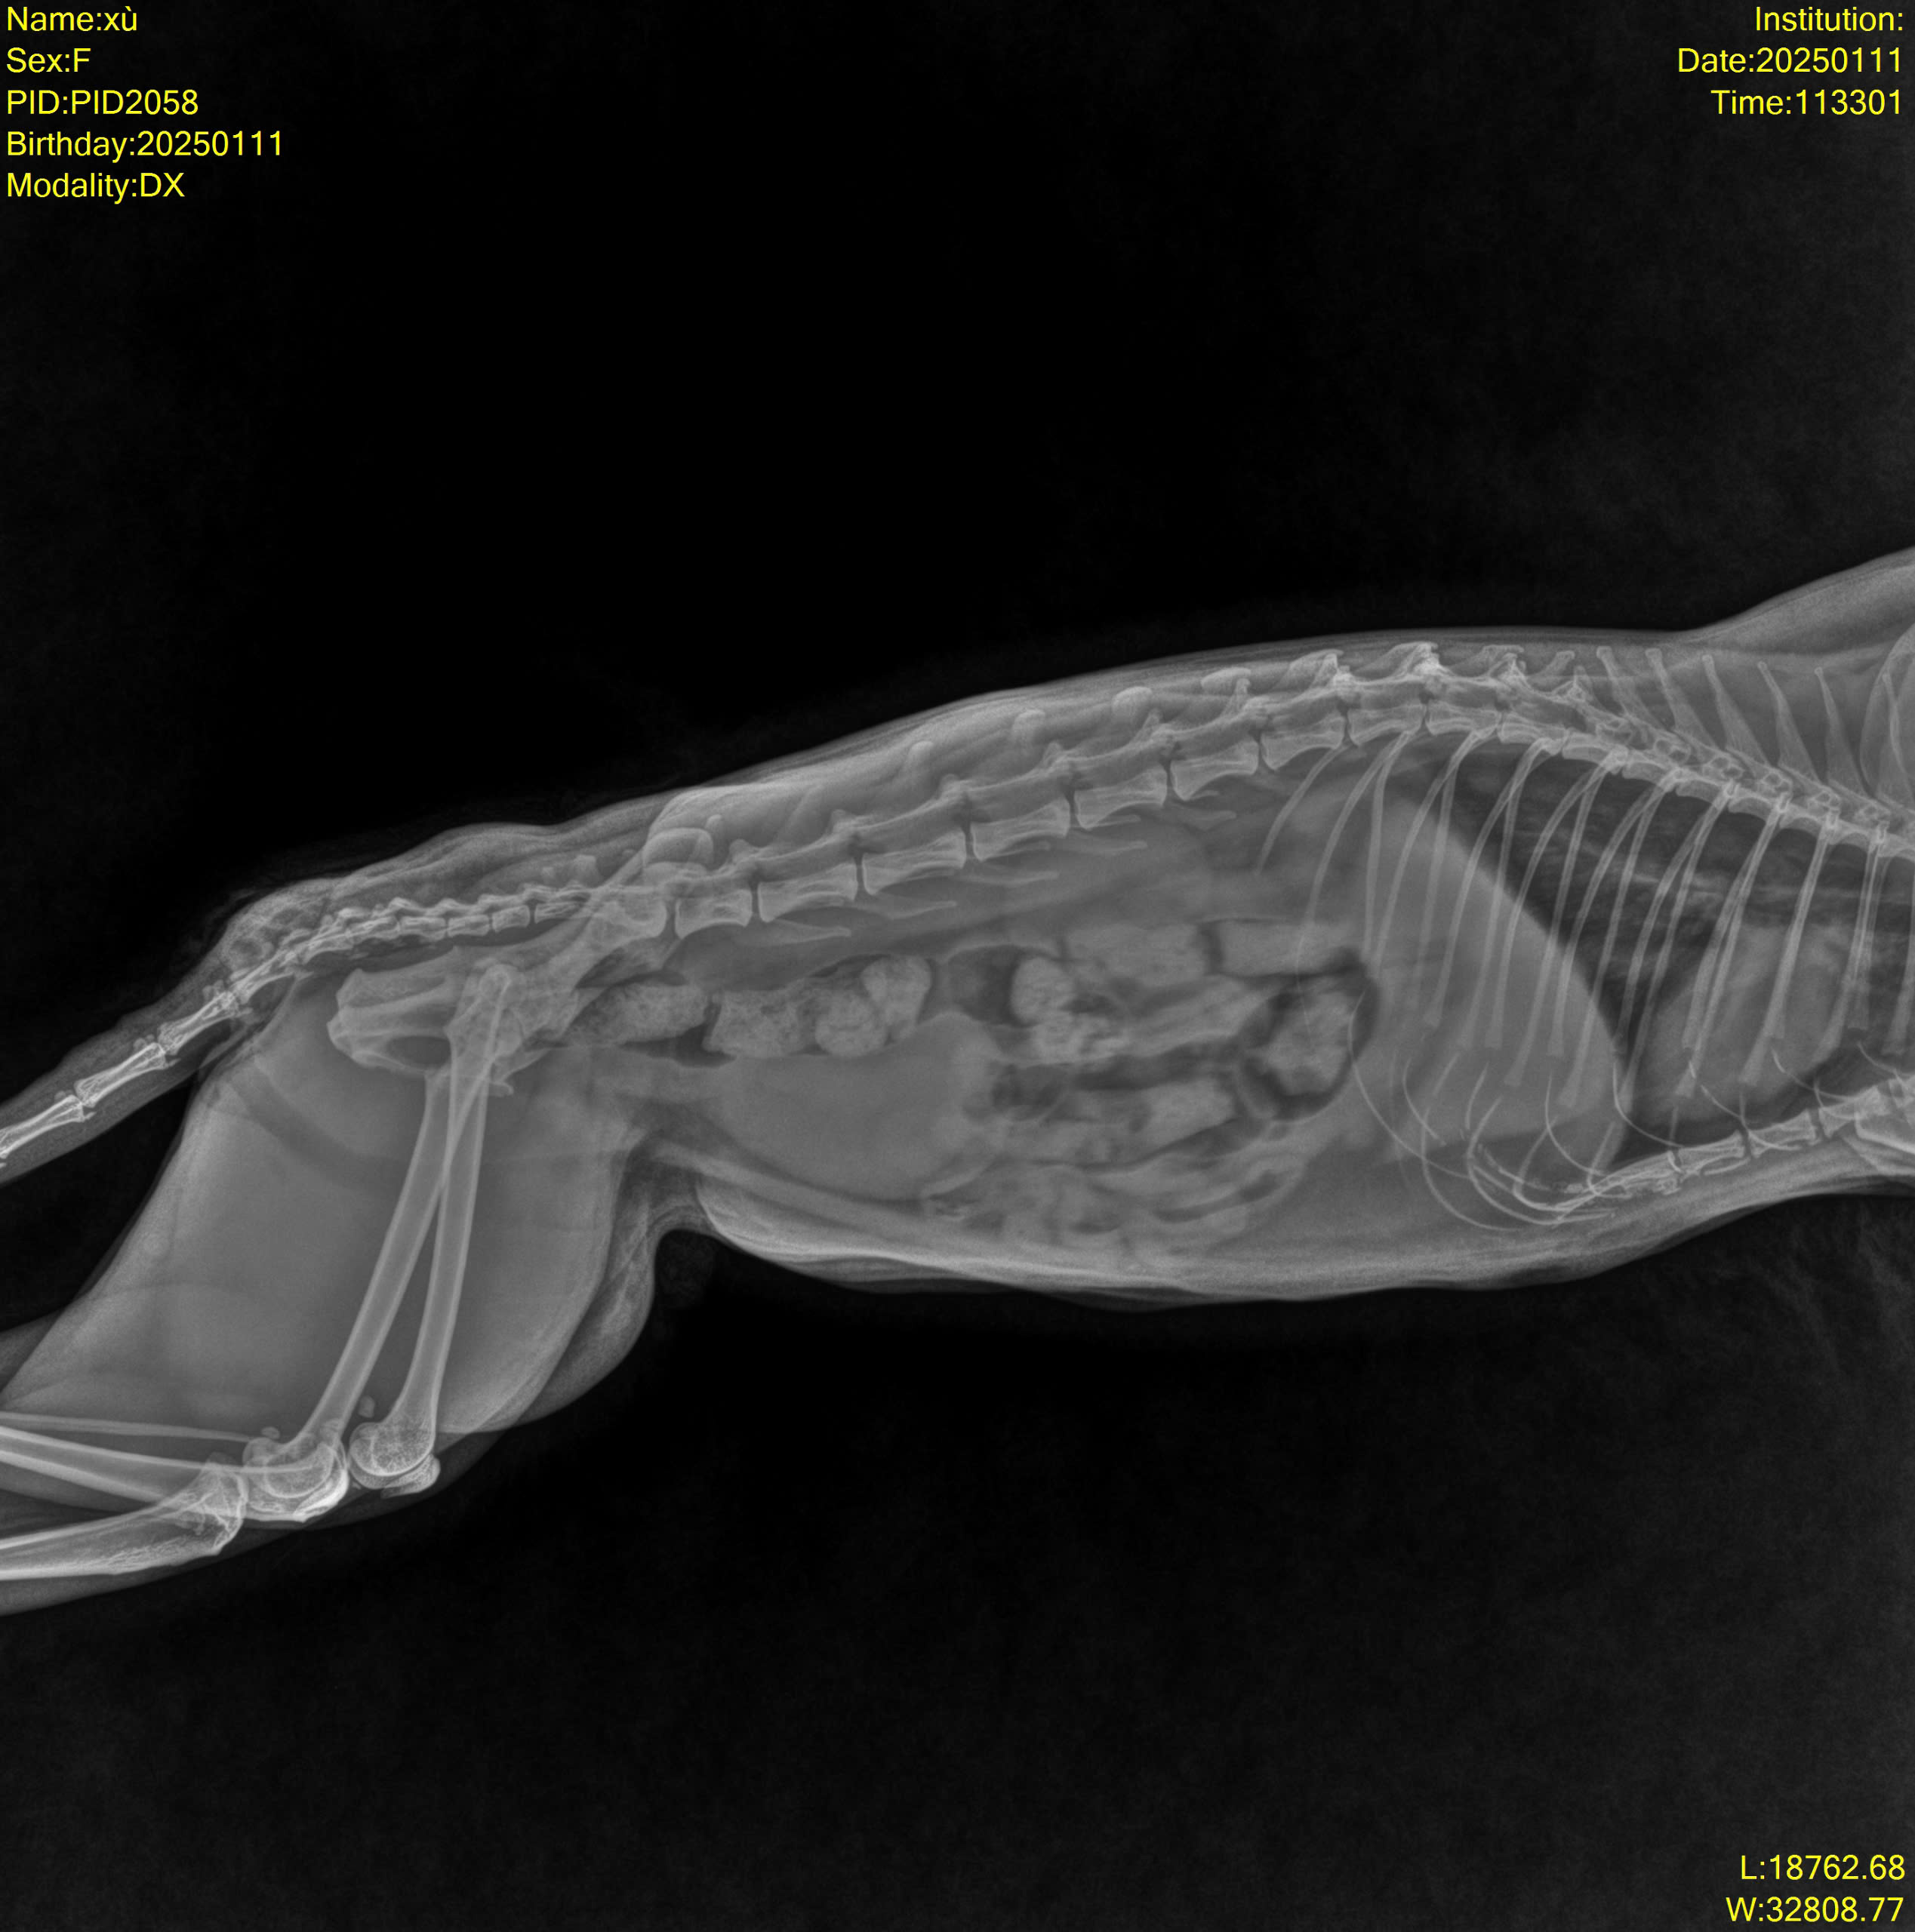 Name:xù
Sex:F
PID:PID2058
Birthday:20250111
Modality:DX
Institution:
Date:20250111
Time:113301
L:18762.68
W:32808.77